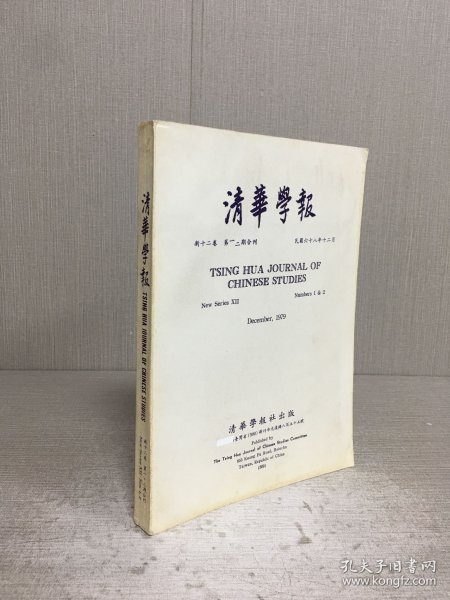 清華學報
新十二卷 第一二期合刊 民國六十八年十二月
TSING HUA JOURNAL OF
CHINESE STUDIES
New Series XII Numbers 1 & 2
December, 1979
清華學報社出版
Published by
The Tsing Hua Journal of Chinese Studies Committee
Taiwan, Republic of China
清華學報 TSING HUA JOURNAL OF CHINESE STUDIES
孔夫子旧书网
www.kongfz.com